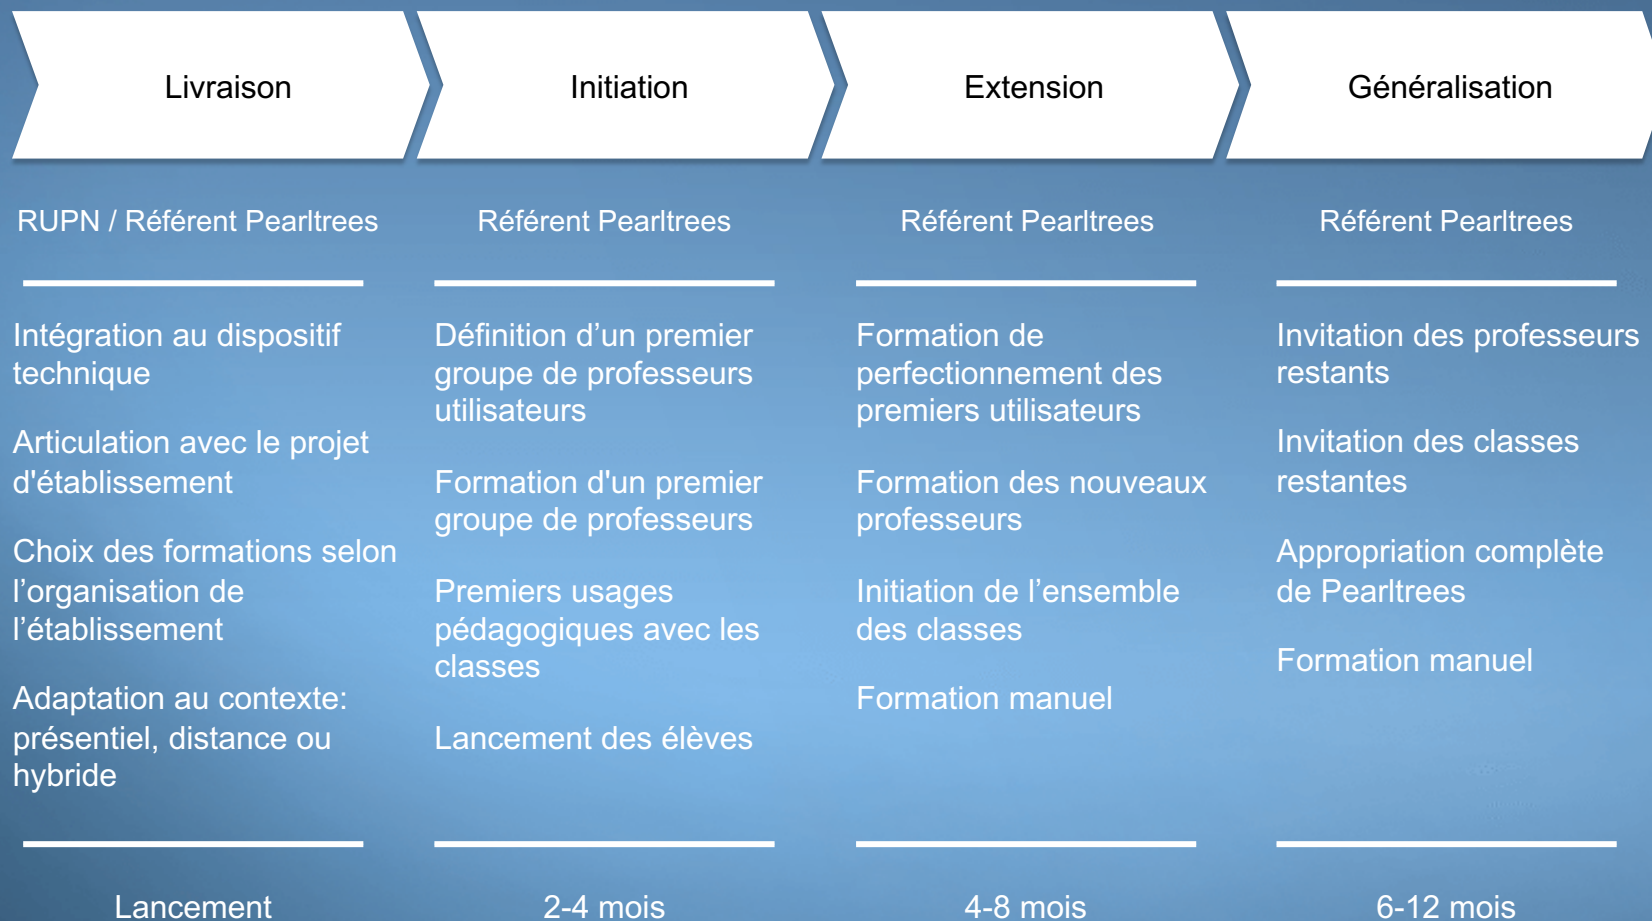 Livraison
Initiation
Extension
Généralisation
RUPN / Référent Pearltrees
Référent Pearltrees
Référent Pearltrees
Référent Pearltrees
Intégration au dispositif
technique
Articulation avec le projet
d'établissement
Choix des formations selon
l’organisation de
l’établissement
Adaptation au contexte:
présentiel, distance ou
hybride
Définition d’un premier
groupe de professeurs
utilisateurs
Formation d'un premier
groupe de professeurs
Premiers usages
pédagogiques avec les
classes
Lancement des élèves
Formation de
perfectionnement des
premiers utilisateurs
Formation des nouveaux
professeurs
Initiation de l’ensemble
des classes
Formation manuel
Invitation des professeurs
restants
Invitation des classes
restantes
Appropriation complète
de Pearltrees
Formation manuel
Lancement
2-4 mois
4-8 mois
6-12 mois